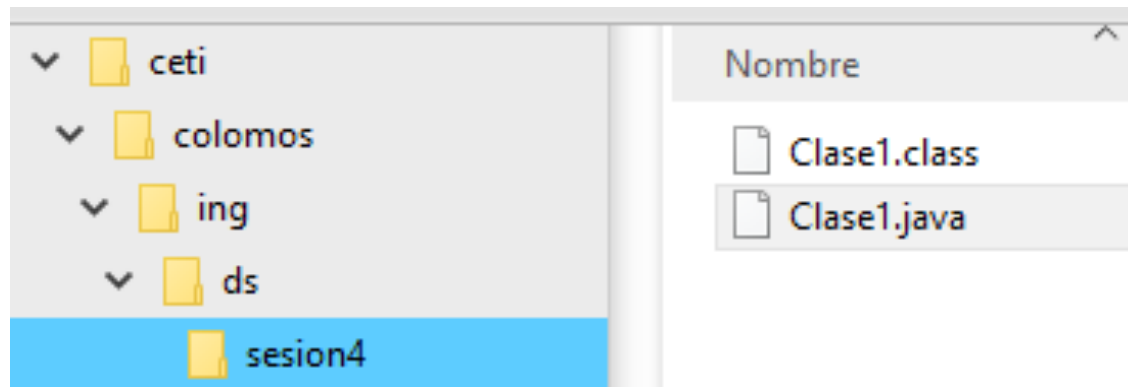 ceti
colomos
ing
ds
sesion4
Nombre
Clase1.class
Clase1.java